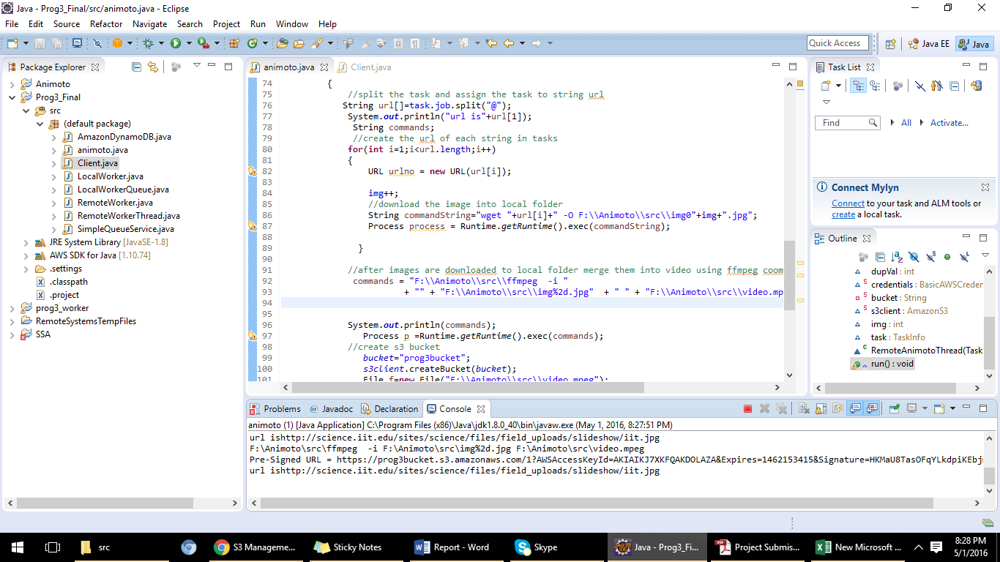 Java - Prog3_Final/src/animoto.java - Eclipse
File Edit Source Refactor Navigate Search Project Run Window Help
Quick Access
Java EE
Java
Package Explorer
Animoto
Prog3_Final
src
(default package)
AmazonDynamoDB.java
animoto.java
Client.java
LocalWorker.java
LocalWorkerQueue.java
RemoteWorker.java
RemoteWorkerThread.java
SimpleQueueService.java
JRE System Library [JavaSE-1.8]
AWS SDK for Java [1.10.74]
.settings
.classpath
.project
prog3_worker
RemoteSystemsTempFiles
SSA
animoto.java
Client.java
74 {
75 //split the task and assign the task to string url
76 String url[]=task.job.split("@");
77 System.out.println("url is"+url[1]);
78 String commands;
79 //create the url of each string in tasks
80 for(int i=1;i<url.length;i++)
81 {
82 URL urlno = new URL(url[i]);
83
84 img++;
85 //download the image into local folder
86 String commandString="wget "+url[i]+" -O F:\\Animoto\\src\\img0"+img+".jpg";
87 Process process = Runtime.getRuntime().exec(commandString);
88
89 }
90
91 //after images are downloaded to local folder merge them into video using ffmpeg coom
92 commands = "F:\\Animoto\\src\\ffmpeg  -i "
93 + "" + "F:\\Animoto\\src\\img%2d.jpg"  + " " + "F:\\Animoto\\src\\video.mp
94
95
96 System.out.println(commands);
97 Process p =Runtime.getRuntime().exec(commands);
98 //create s3 bucket
99 bucket="prog3bucket";
100 s3client.createBucket(bucket);
101 File f=new File("F:\\Animoto\\src\\video.mpeg");
Task List
Find
All
Activate...
Connect Mylyn
Connect to your task and ALM tools or
create a local task.
Outline
dupVal : int
credentials : BasicAWSCreder
bucket : String
s3client : AmazonS3
img : int
task : TaskInfo
RemoteAnimotoThread(Task
run() : void
Problems
@ Javadoc
Declaration
Console
animoto (1) [Java Application] C:\Program Files (x86)\Java\jdk1.8.0_40\bin\javaw.exe (May 1, 2016, 8:27:51 PM)
url ishttp://science.iit.edu/sites/science/files/field_uploads/slideshow/iit.jpg
F:\Animoto\src\ffmpeg  -i F:\Animoto\src\img%2d.jpg F:\Animoto\src\video.mpeg
Pre-Signed URL = https://prog3bucket.s3.amazonaws.com/1?AWSAccessKeyId=AKIAIKJ7XKFQAKDOLAZA&Expires=1462153415&Signature=HKMaU8TasOFqYLkdpiKEbj
url ishttp://science.iit.edu/sites/science/files/field_uploads/slideshow/iit.jpg
src
S3 Manageme...
Sticky Notes
Report - Word
Skype
Java - Prog3_Fi...
Project Submis...
New Microsoft ...
8:28 PM
5/1/2016